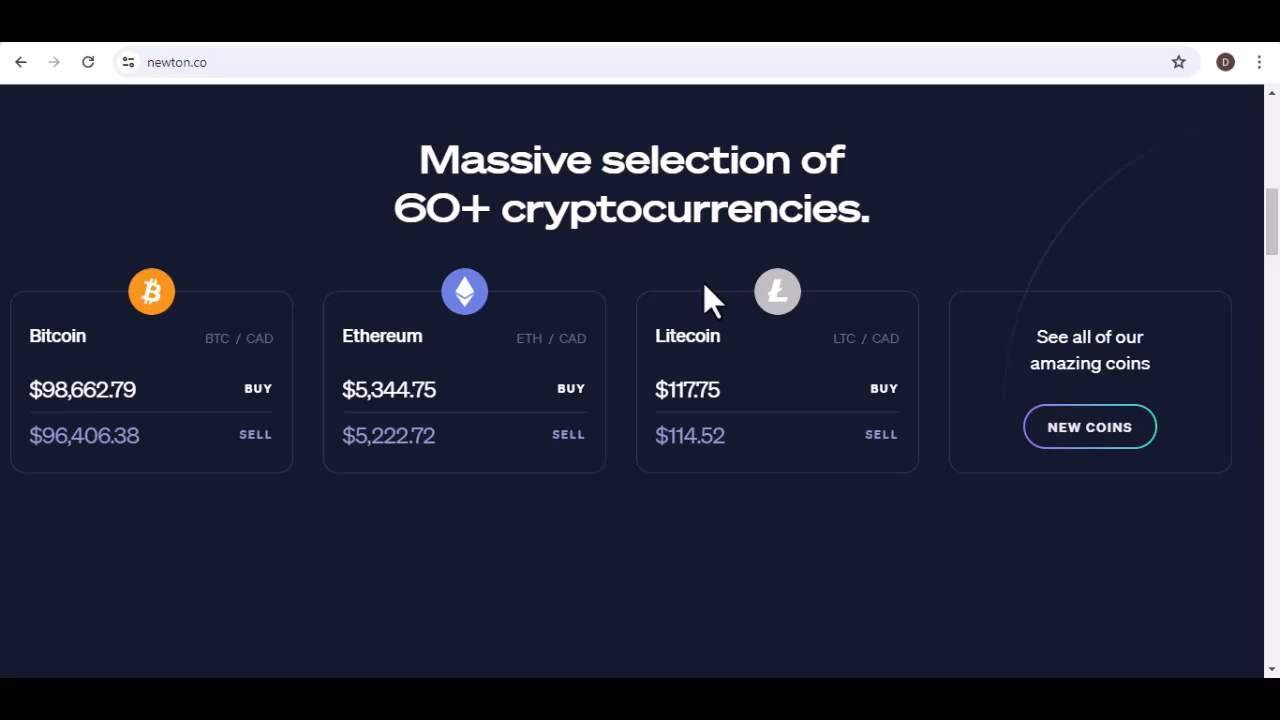 newton.co
D
Massive selection of
60+ cryptocurrencies.
Bitcoin BTC / CAD
$98,662.79 BUY
$96,406.38 SELL
Ethereum ETH / CAD
$5,344.75 BUY
$5,222.72 SELL
Litecoin LTC / CAD
$117.75 BUY
$114.52 SELL
See all of our
amazing coins
NEW COINS